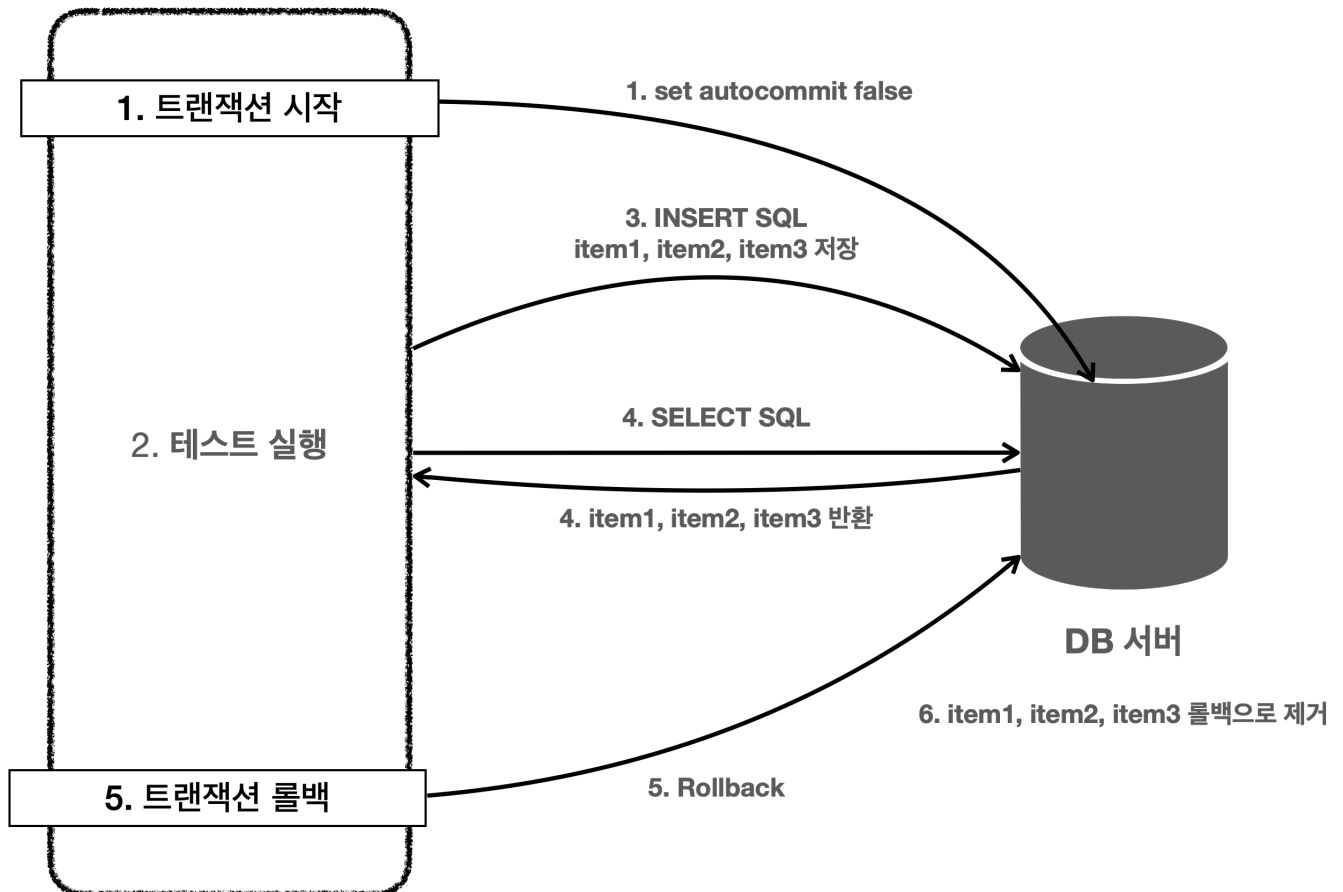 1. 트랜잭션 시작
1. set autocommit false
3. INSERT SQL
item1, item2, item3 저장
2. 테스트 실행
4. SELECT SQL
4. item1, item2, item3 반환
DB 서버
6. item1, item2, item3 롤백으로 제거
5. 트랜잭션 롤백
5. Rollback